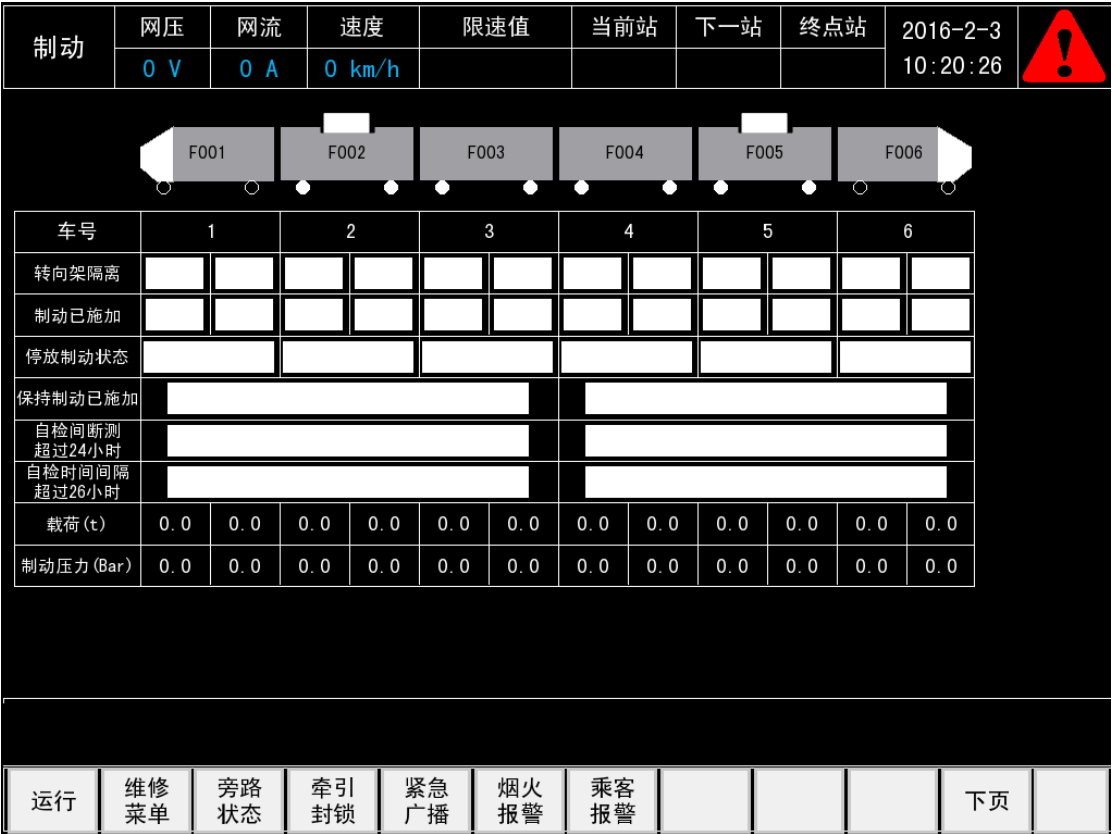 制动 网压 网流 速度 限速值 当前站 下一站 终点站 2016-2-3
0 V 0 A 0 km/h 10:20:26
F001 F002 F003 F004 F005 F006
车号 1 2 3 4 5 6
转向架隔离
制动已施加
停放制动状态
保持制动已施加
自检间断测
超过24小时
自检时间间隔
超过26小时
载荷(t) 0.0 0.0 0.0 0.0 0.0 0.0 0.0 0.0 0.0 0.0 0.0 0.0
制动压力(Bar) 0.0 0.0 0.0 0.0 0.0 0.0 0.0 0.0 0.0 0.0 0.0 0.0
运行
维修
菜单
旁路
状态
牵引
封锁
紧急
广播
烟火
报警
乘客
报警
下页